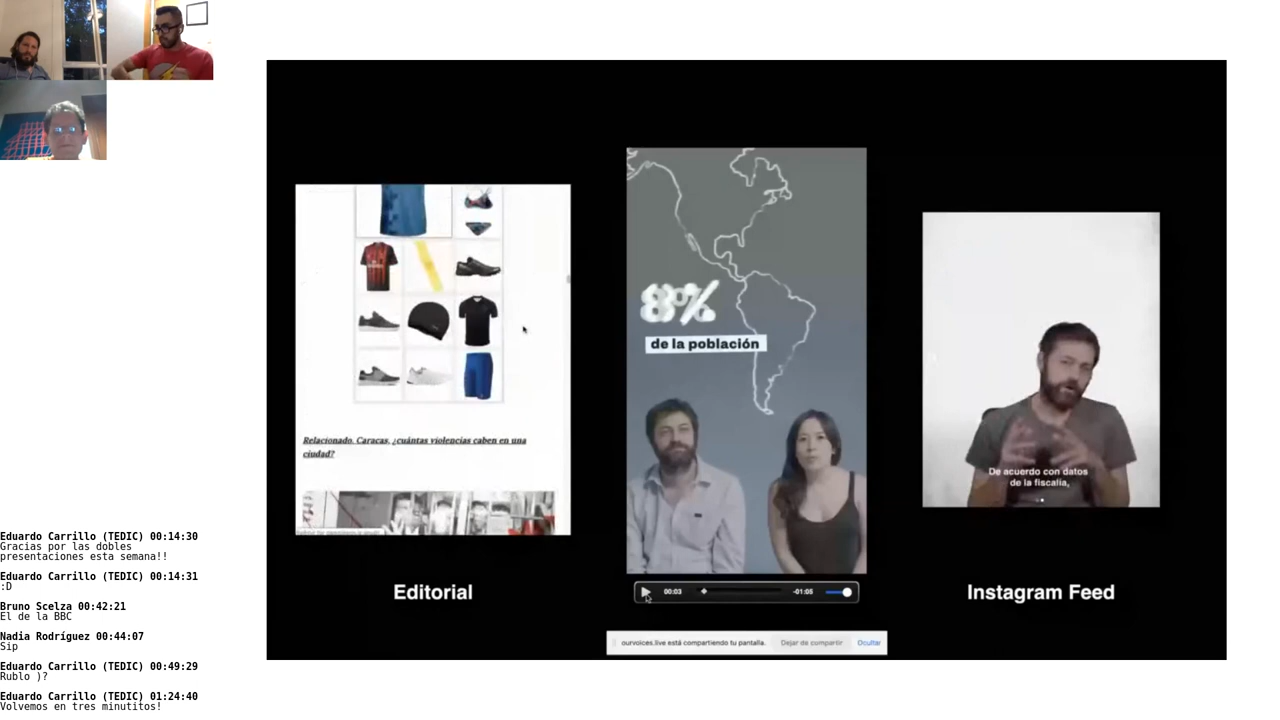 8%
de la población
Relacionado. Caracas, ¿cuántas violencias caben en una
ciudad?
De acuerdo con datos
de la fiscalía,
00:03
-01:05
Editorial
Instagram Feed
ourvoices.live está compartiendo tu pantalla.
Dejar de compartir
Ocultar
Eduardo Carrillo (TEDIC) 00:14:30
Gracias por las dobles
presentaciones esta semana!!
Eduardo Carrillo (TEDIC) 00:14:31
:D
Bruno Scelza 00:42:21
El de la BBC
Nadia Rodríguez 00:44:07
Sip
Eduardo Carrillo (TEDIC) 00:49:29
Rublo )?
Eduardo Carrillo (TEDIC) 01:24:40
Volvemos en tres minutitos!